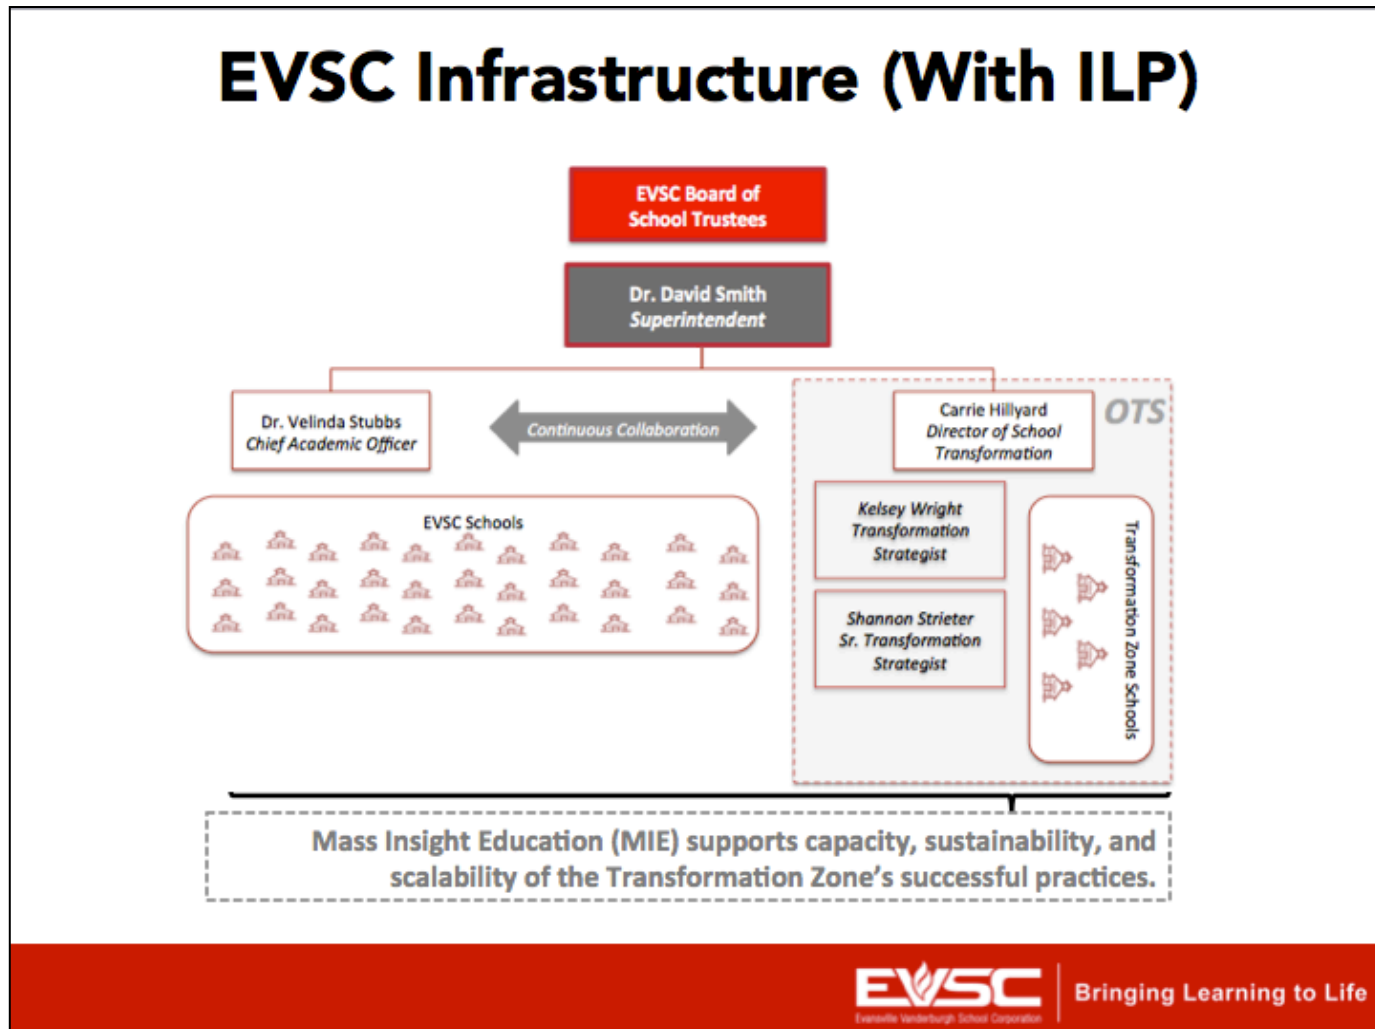 EVSC Infrastructure (With ILP)
EVSC Board of
School Trustees
Dr. David Smith
Superintendent
Dr. Velinda Stubbs
Chief Academic Officer
Continuous Collaboration
Carrie Hillyard
Director of School
Transformation
OTS
EVSC Schools
Kelsey Wright
Transformation
Strategist
Shannon Strieter
Sr. Transformation
Strategist
Transformation Zone Schools
Mass Insight Education (MIE) supports capacity, sustainability, and
scalability of the Transformation Zone's successful practices.
EVSC
Evansville Vanderburgh School Corporation
Bringing Learning to Life